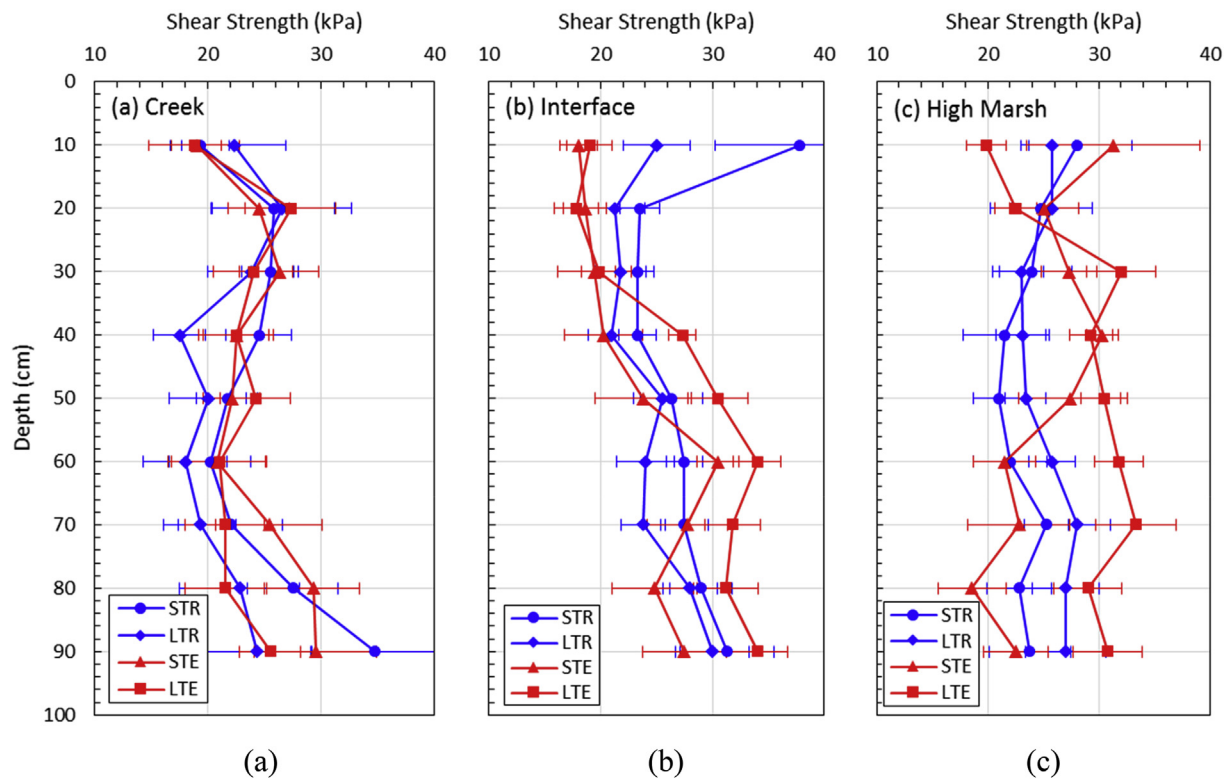 Shear Strength (kPa) Shear Strength (kPa) Shear Strength (kPa)
10 20 30 40 10 20 30 40 10 20 30 40
0
(a) Creek (b) Interface (c) High Marsh
10
20
30
40
50
60
70
80
90
100
Depth (cm)
STR
LTR
STE
LTE
STR
LTR
STE
LTE
STR
LTR
STE
LTE
(a) (b) (c)